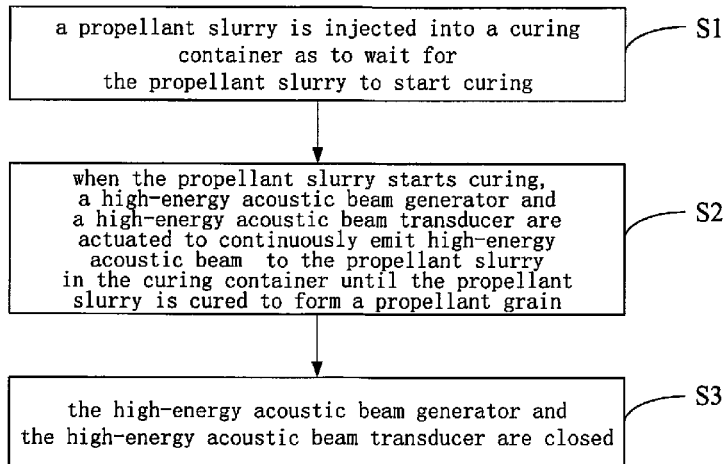 a propellant slurry is injected into a curing
container as to wait for
the propellant slurry to start curing
S1
when the propellant slurry starts curing,
a high-energy acoustic beam generator and
a high-energy acoustic beam transducer are
actuated to continuously emit high-energy
acoustic beam to the propellant slurry
in the curing container until the propellant
slurry is cured to form a propellant grain
S2
the high-energy acoustic beam generator and
the high-energy acoustic beam transducer are closed
S3